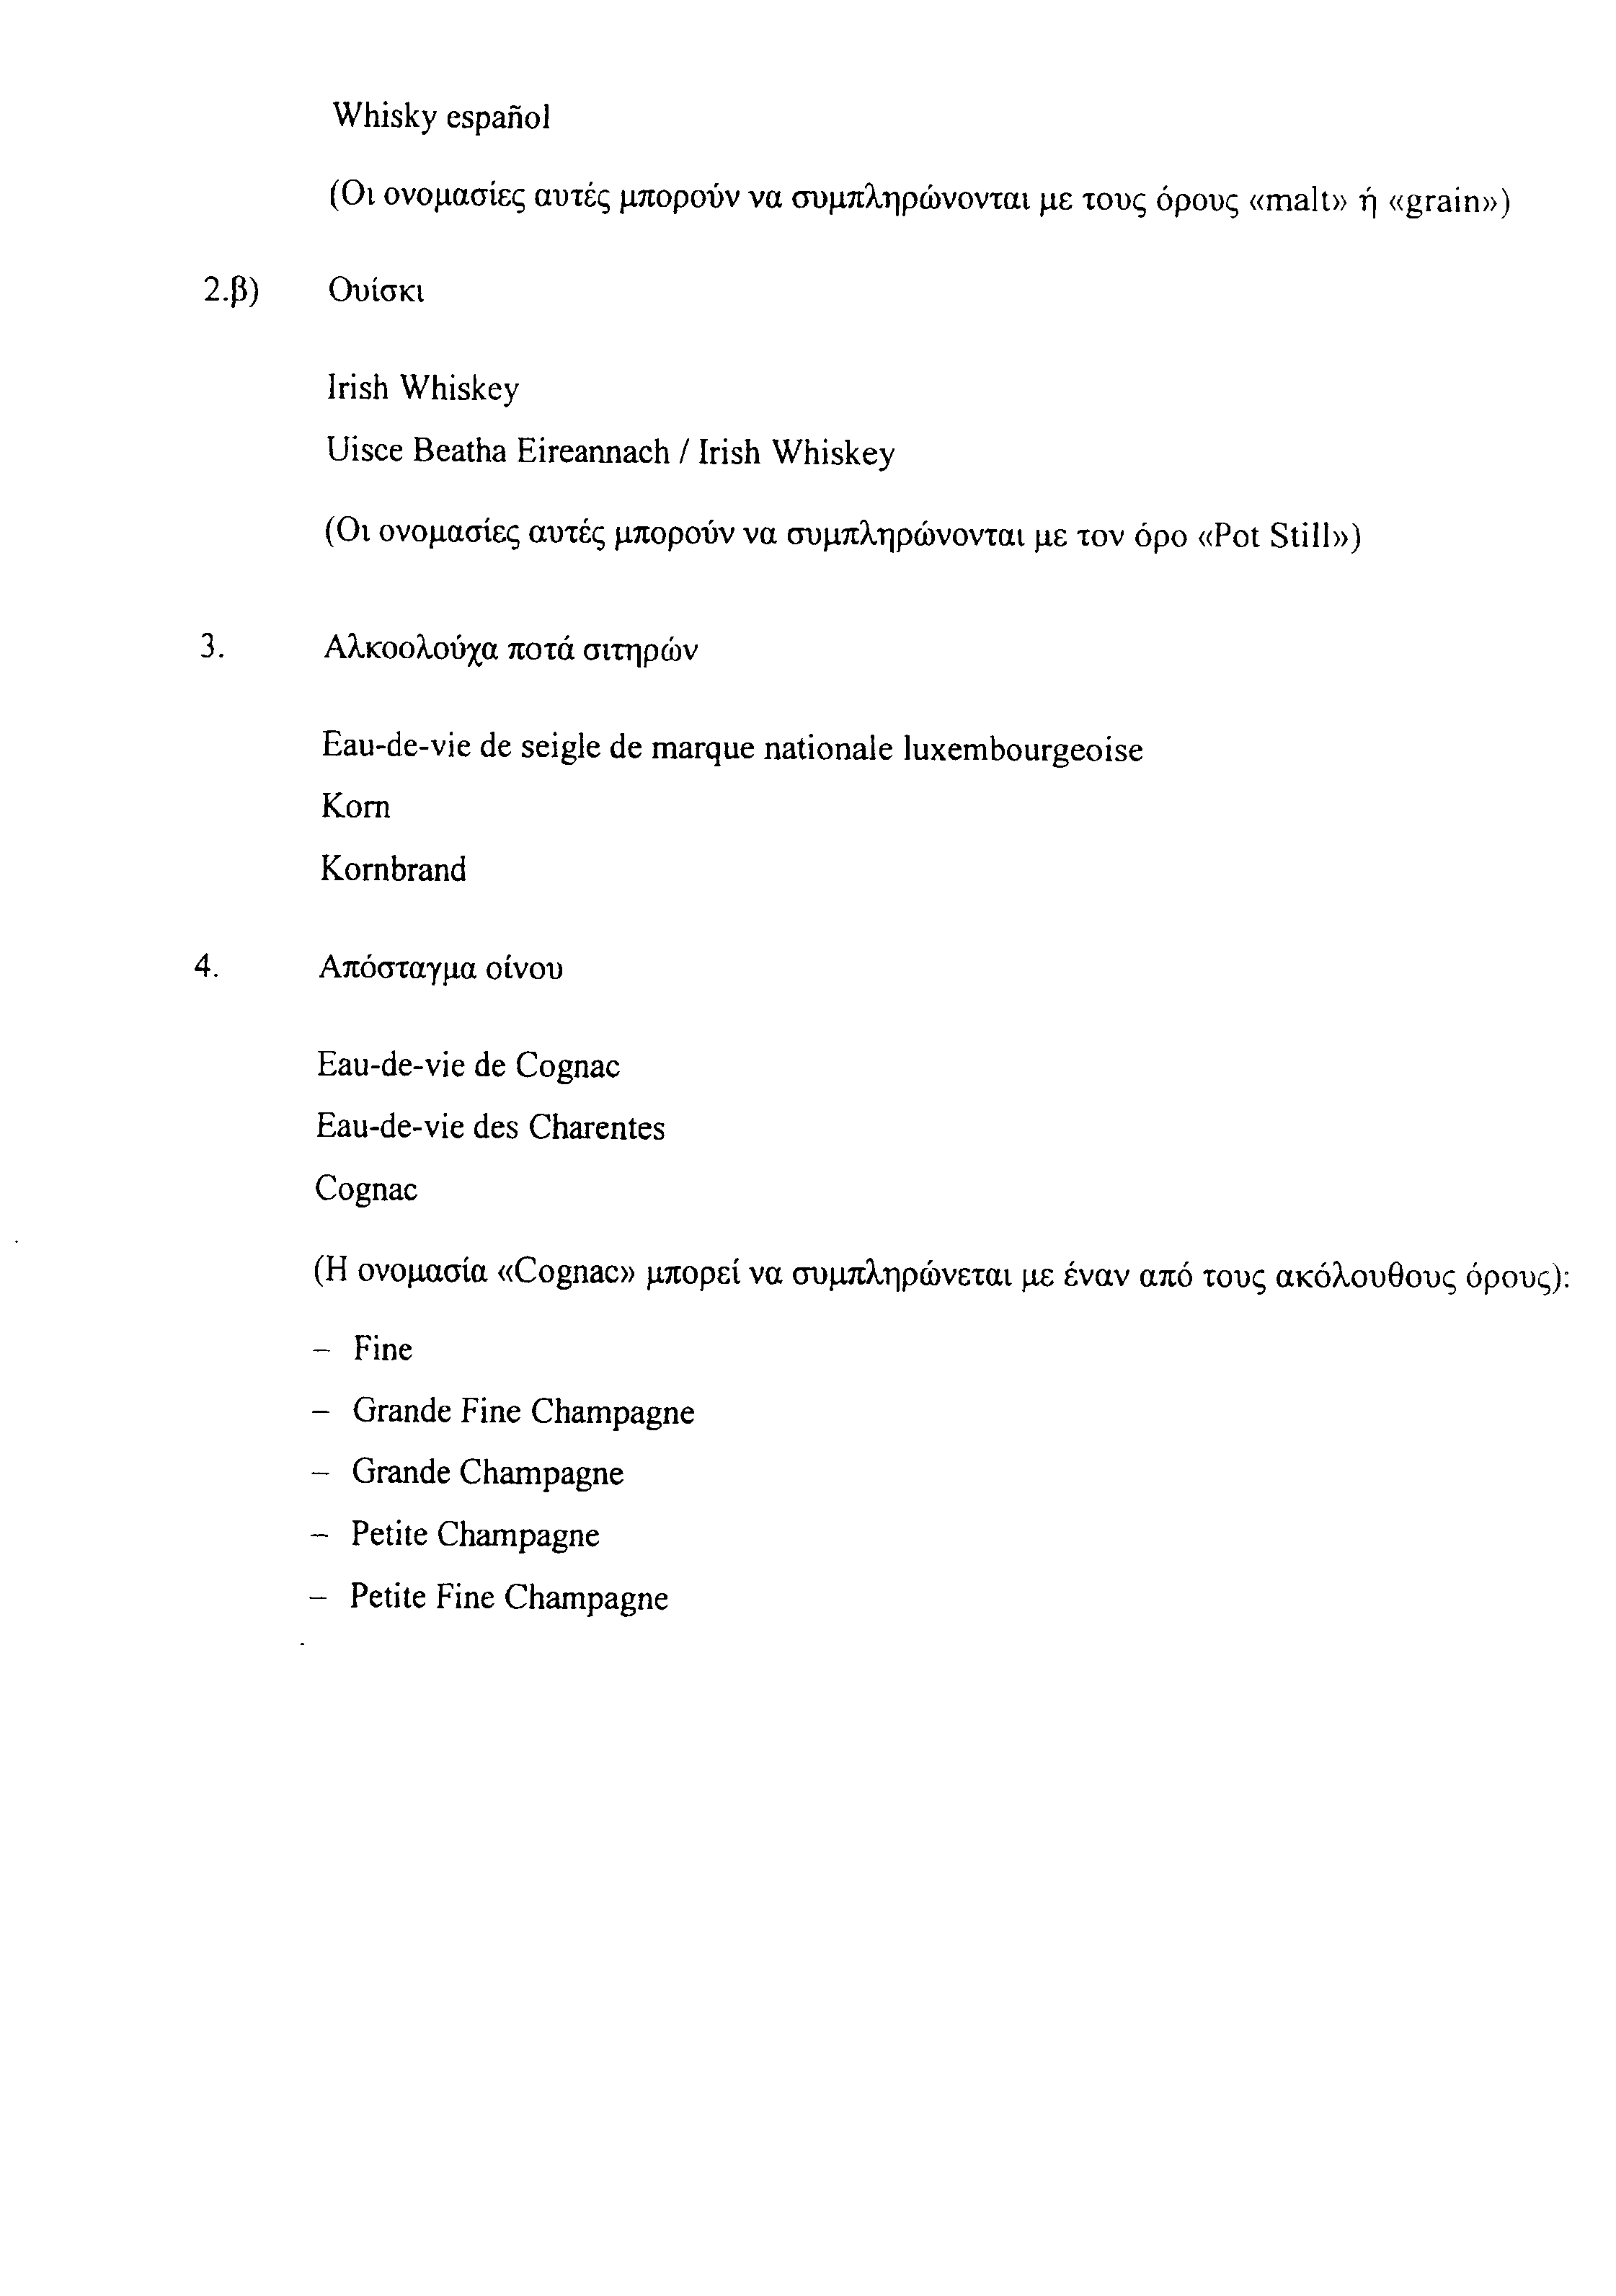 Whisky español
(Οι ονομασίες αυτές μπορούν να συμπληρώνονται με τους όρους «malt» ή «grain»)
2.β) Ουίσκι
Irish Whiskey
Uisce Beatha Eireannach / Irish Whiskey
(Οι ονομασίες αυτές μπορούν να συμπληρώνονται με τον όρο «Pot Still»)
3. Αλκοολούχα ποτά σιτηρών
Eau-de-vie de seigle de marque nationale luxembourgeoise
Korn
Kornbrand
4. Απόσταγμα οίνου
Eau-de-vie de Cognac
Eau-de-vie des Charentes
Cognac
(Η ονομασία «Cognac» μπορεί να συμπληρώνεται με έναν από τους ακόλουθους όρους):
– Fine
– Grande Fine Champagne
– Grande Champagne
– Petite Champagne
– Petite Fine Champagne